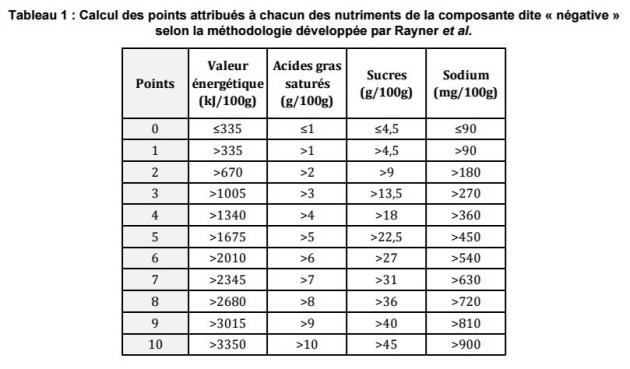 Tableau 1 : Calcul des points attribués à chacun des nutriments de la composante dite « négative »
selon la méthodologie développée par Rayner et al.
Points Valeur énergétique (kJ/100g) Acides gras saturés (g/100g) Sucres (g/100g) Sodium (mg/100g)
0 ≤335 ≤1 ≤4,5 ≤90
1 >335 >1 >4,5 >90
2 >670 >2 >9 >180
3 >1005 >3 >13,5 >270
4 >1340 >4 >18 >360
5 >1675 >5 >22,5 >450
6 >2010 >6 >27 >540
7 >2345 >7 >31 >630
8 >2680 >8 >36 >720
9 >3015 >9 >40 >810
10 >3350 >10 >45 >900